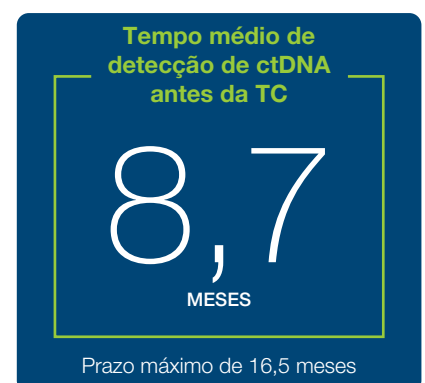 Tempo médio de
detecção de ctDNA
antes da TC
8,7
MESES
Prazo máximo de 16,5 meses